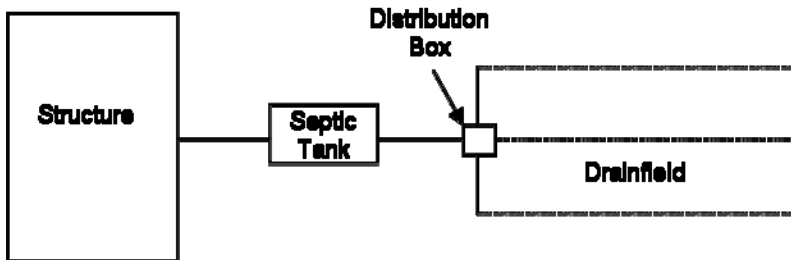 Structure
Septic
Tank
Distribution
Box
Drainfield